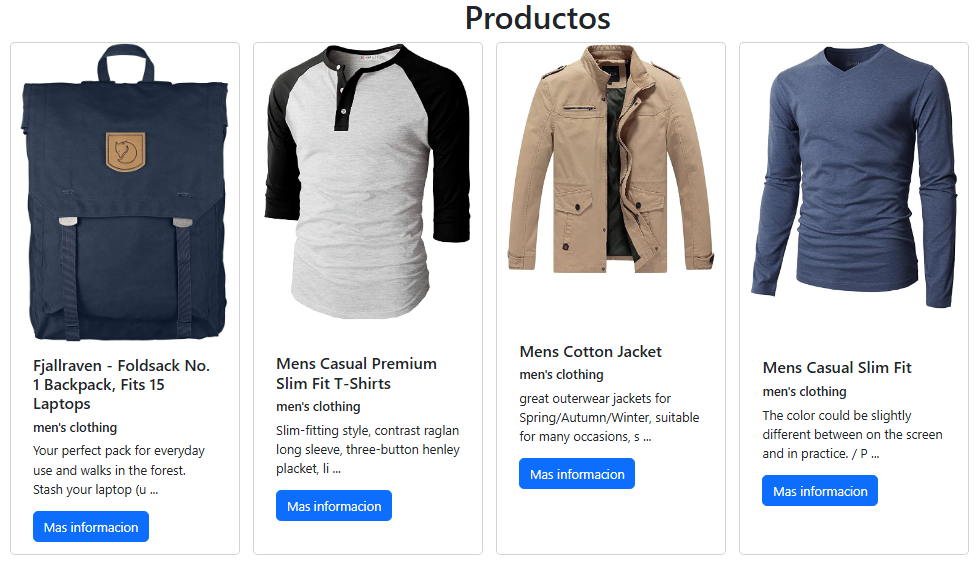 Productos
Fjallraven - Foldsack No.
1 Backpack, Fits 15
Laptops
men's clothing
Your perfect pack for everyday
use and walks in the forest.
Stash your laptop (u ...
Mas informacion
Mens Casual Premium
Slim Fit T-Shirts
men's clothing
Slim-fitting style, contrast raglan
long sleeve, three-button henley
placket, li ...
Mas informacion
Mens Cotton Jacket
men's clothing
great outerwear jackets for
Spring/Autumn/Winter, suitable
for many occasions, s ...
Mas informacion
Mens Casual Slim Fit
men's clothing
The color could be slightly
different between on the screen
and in practice. / P ...
Mas informacion